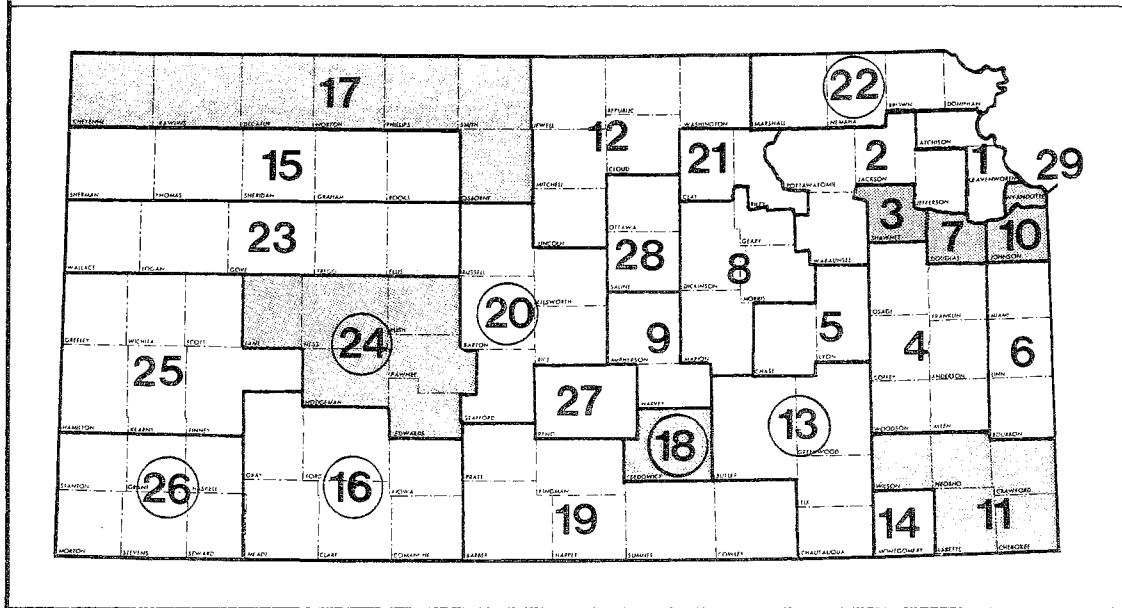 17
22
CHEYENNE RAWLINS DECATUR NORTON PHILLIPS SMITH JEWELL REPUBLIC WASHINGTON MARSHALL NEMAHA BROWN DONIPHAN
12
21
2
1
29
ATCHISON
15
SHERMAN THOMAS SHERIDAN GRAHAM ROOKS OSBORNE MITCHELL CLOUD CLAY RILEY POTTAWATOMIE JACKSON JEFFERSON LEAVENWORTH WYANDOTTE
3
7
10
SHAWNEE DOUGLAS JOHNSON
23
28
8
WALLACE LOGAN GOVE TREGO ELLIS RUSSELL LINCOLN OTTAWA SALINE DICKINSON GEARY MORRIS WABAUNSEE
24
20
9
5
4
6
25
GREELEY WICHITA SCOTT LANE NESS RUSH BARTON ELLSWORTH RICE McPHERSON MARION CHASE LYON OSAGE FRANKLIN MIAMI
PAWNEE
COFFEY ANDERSON LINN
27
13
18
HAMILTON KEARNY FINNEY HODGEMAN EDWARDS STAFFORD RENO HARVEY SEDGWICK BUTLER GREENWOOD WOODSON ALLEN BOURBON
26
16
19
14
11
STANTON GRANT HASKELL GRAY FORD KIOWA PRATT KINGMAN ELK WILSON NEOSHO CRAWFORD
MORTON STEVENS SEWARD MEADE CLARK COMANCHE BARBER HARPER SUMNER COWLEY CHAUTAUQUA MONTGOMERY LABETTE CHEROKEE